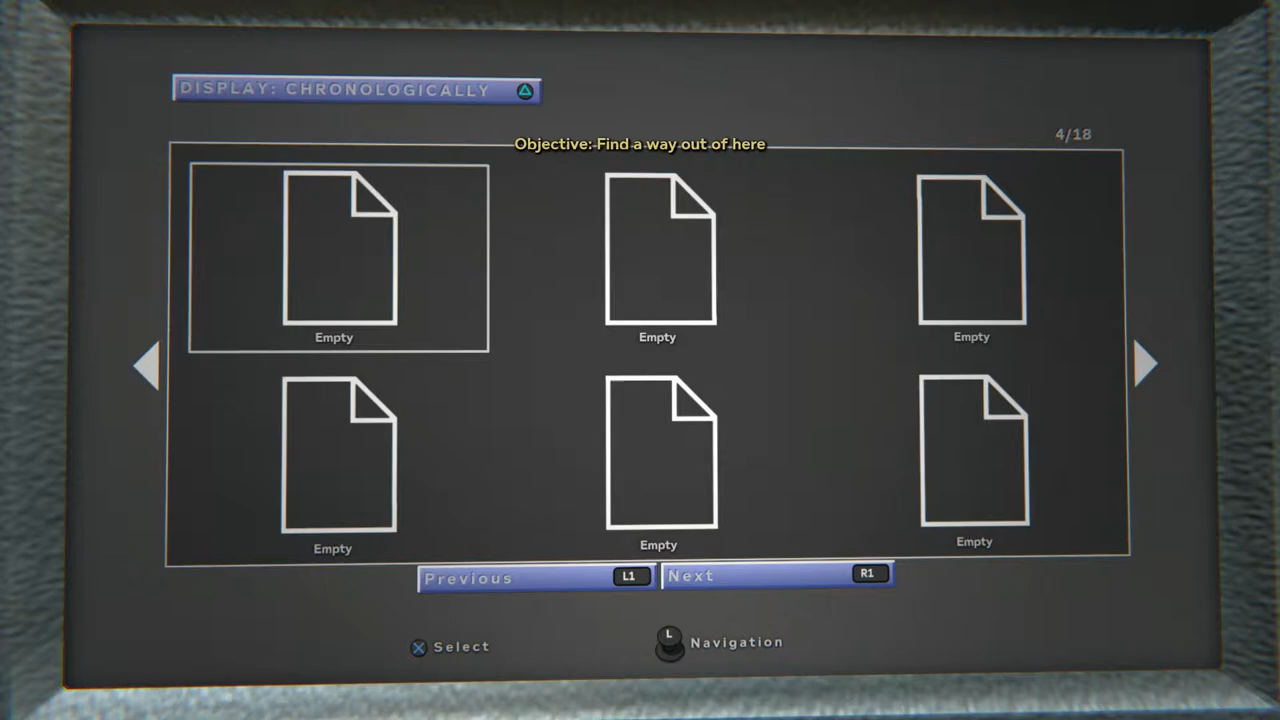 DISPLAY: CHRONOLOGICALLY
4/18
Objective: Find a way out of here
Empty
Empty
Empty
Empty
Empty
Empty
Previous L1
Next R1
Select
L Navigation